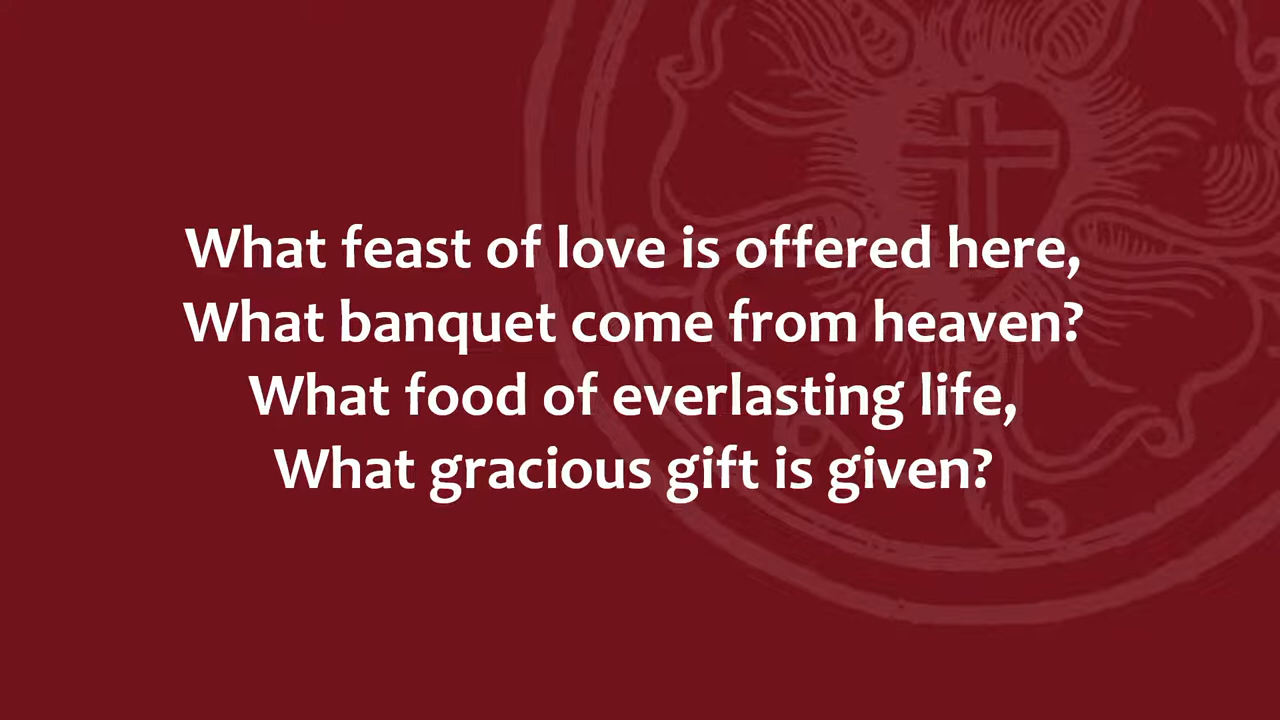 What feast of love is offered here,
What banquet come from heaven?
What food of everlasting life,
What gracious gift is given?